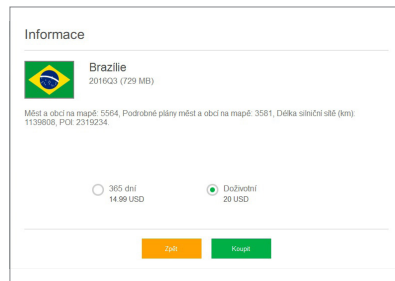 Informace
Brazílie
2016Q3 (729 MB)
Měst a obcí na mapě: 5564, Podrobné plány měst a obcí na mapě: 3581, Délka silniční sítě (km):
1139808, POI: 2319234.
365 dní
14.99 USD
Doživotní
20 USD
Zpět
Koupit